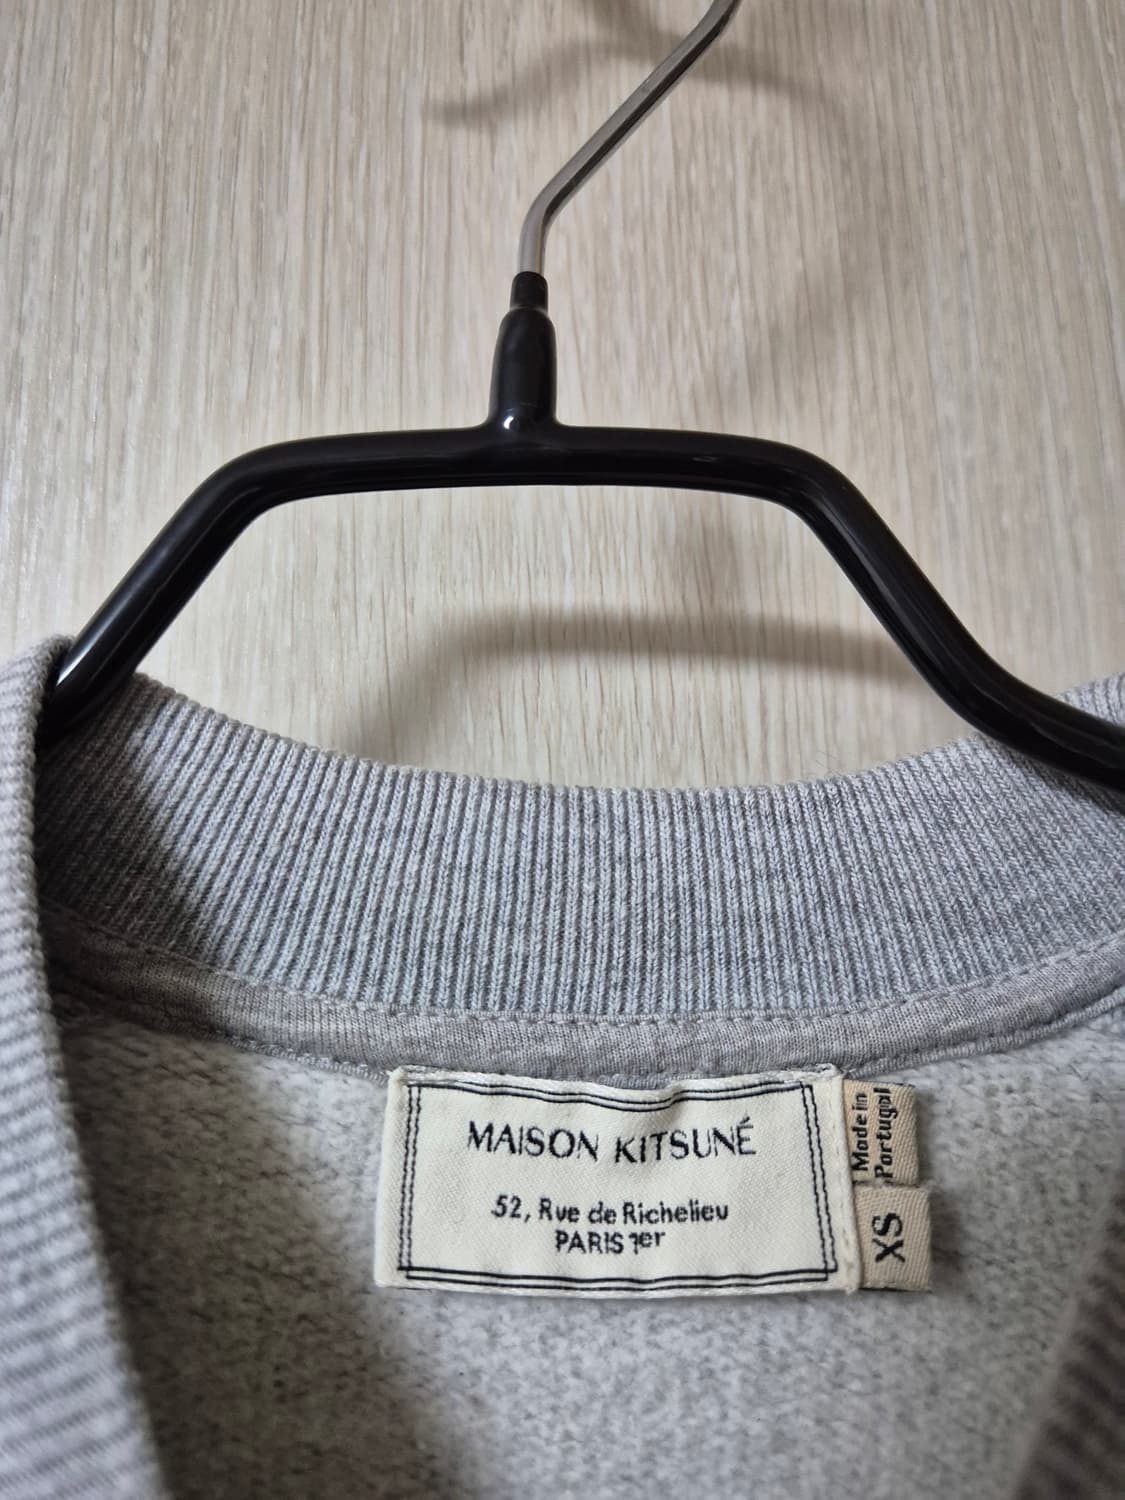 MAISON KITSUNÉ
52, Rue de Richelieu
PARIS 1er
Made in
Portugal
XS